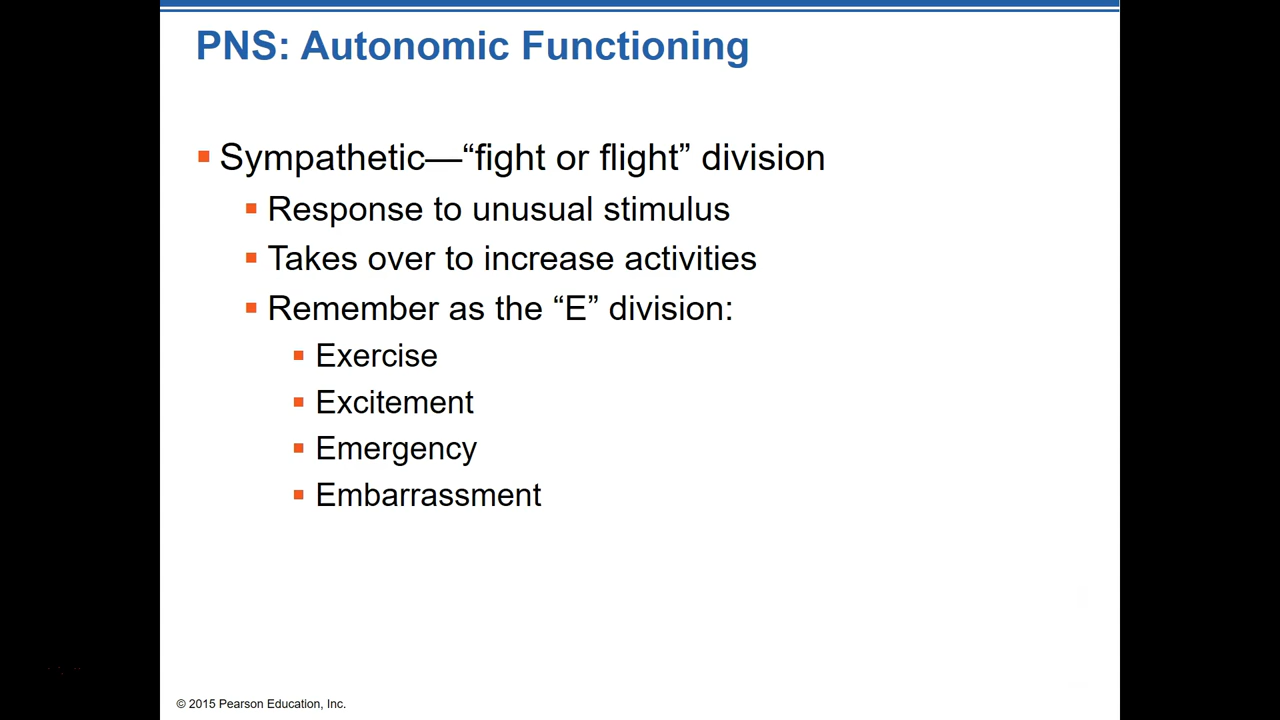 PNS: Autonomic Functioning
▪ Sympathetic—“fight or flight” division
▪ Response to unusual stimulus
▪ Takes over to increase activities
▪ Remember as the “E” division:
▪ Exercise
▪ Excitement
▪ Emergency
▪ Embarrassment
© 2015 Pearson Education, Inc.